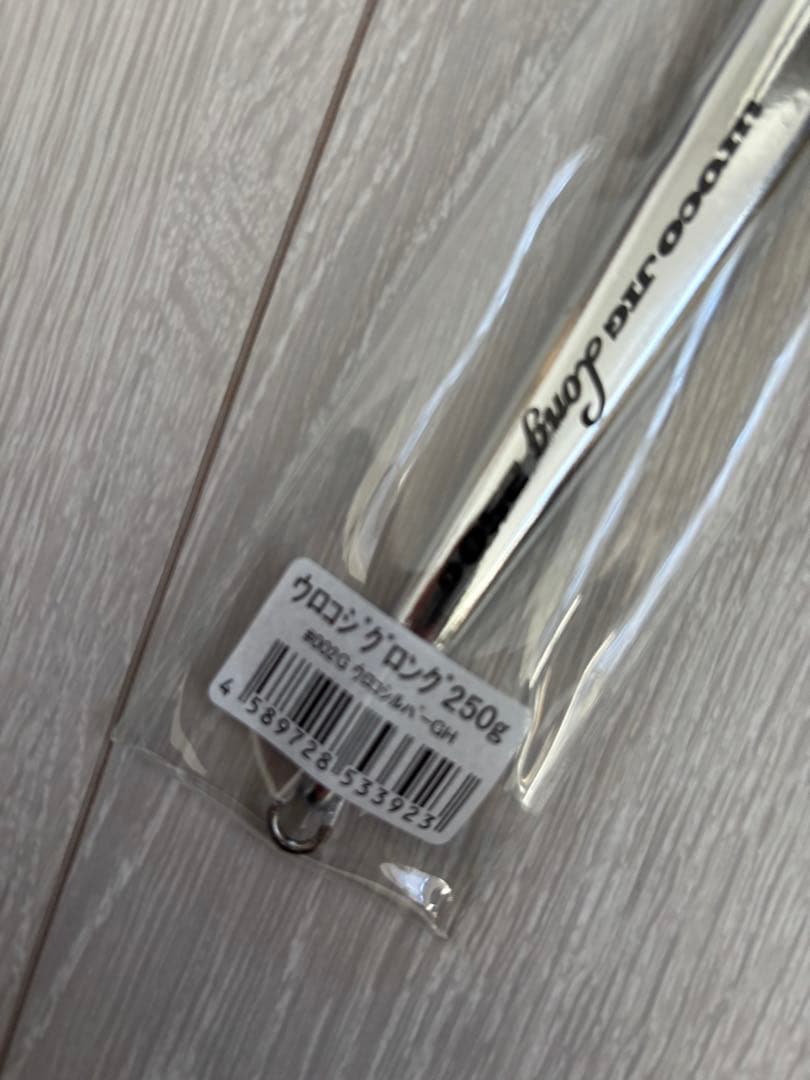 UROCO JIG Long
ウロコジグロング250g
#002G ウロコシルバーGH
4 589728 533923